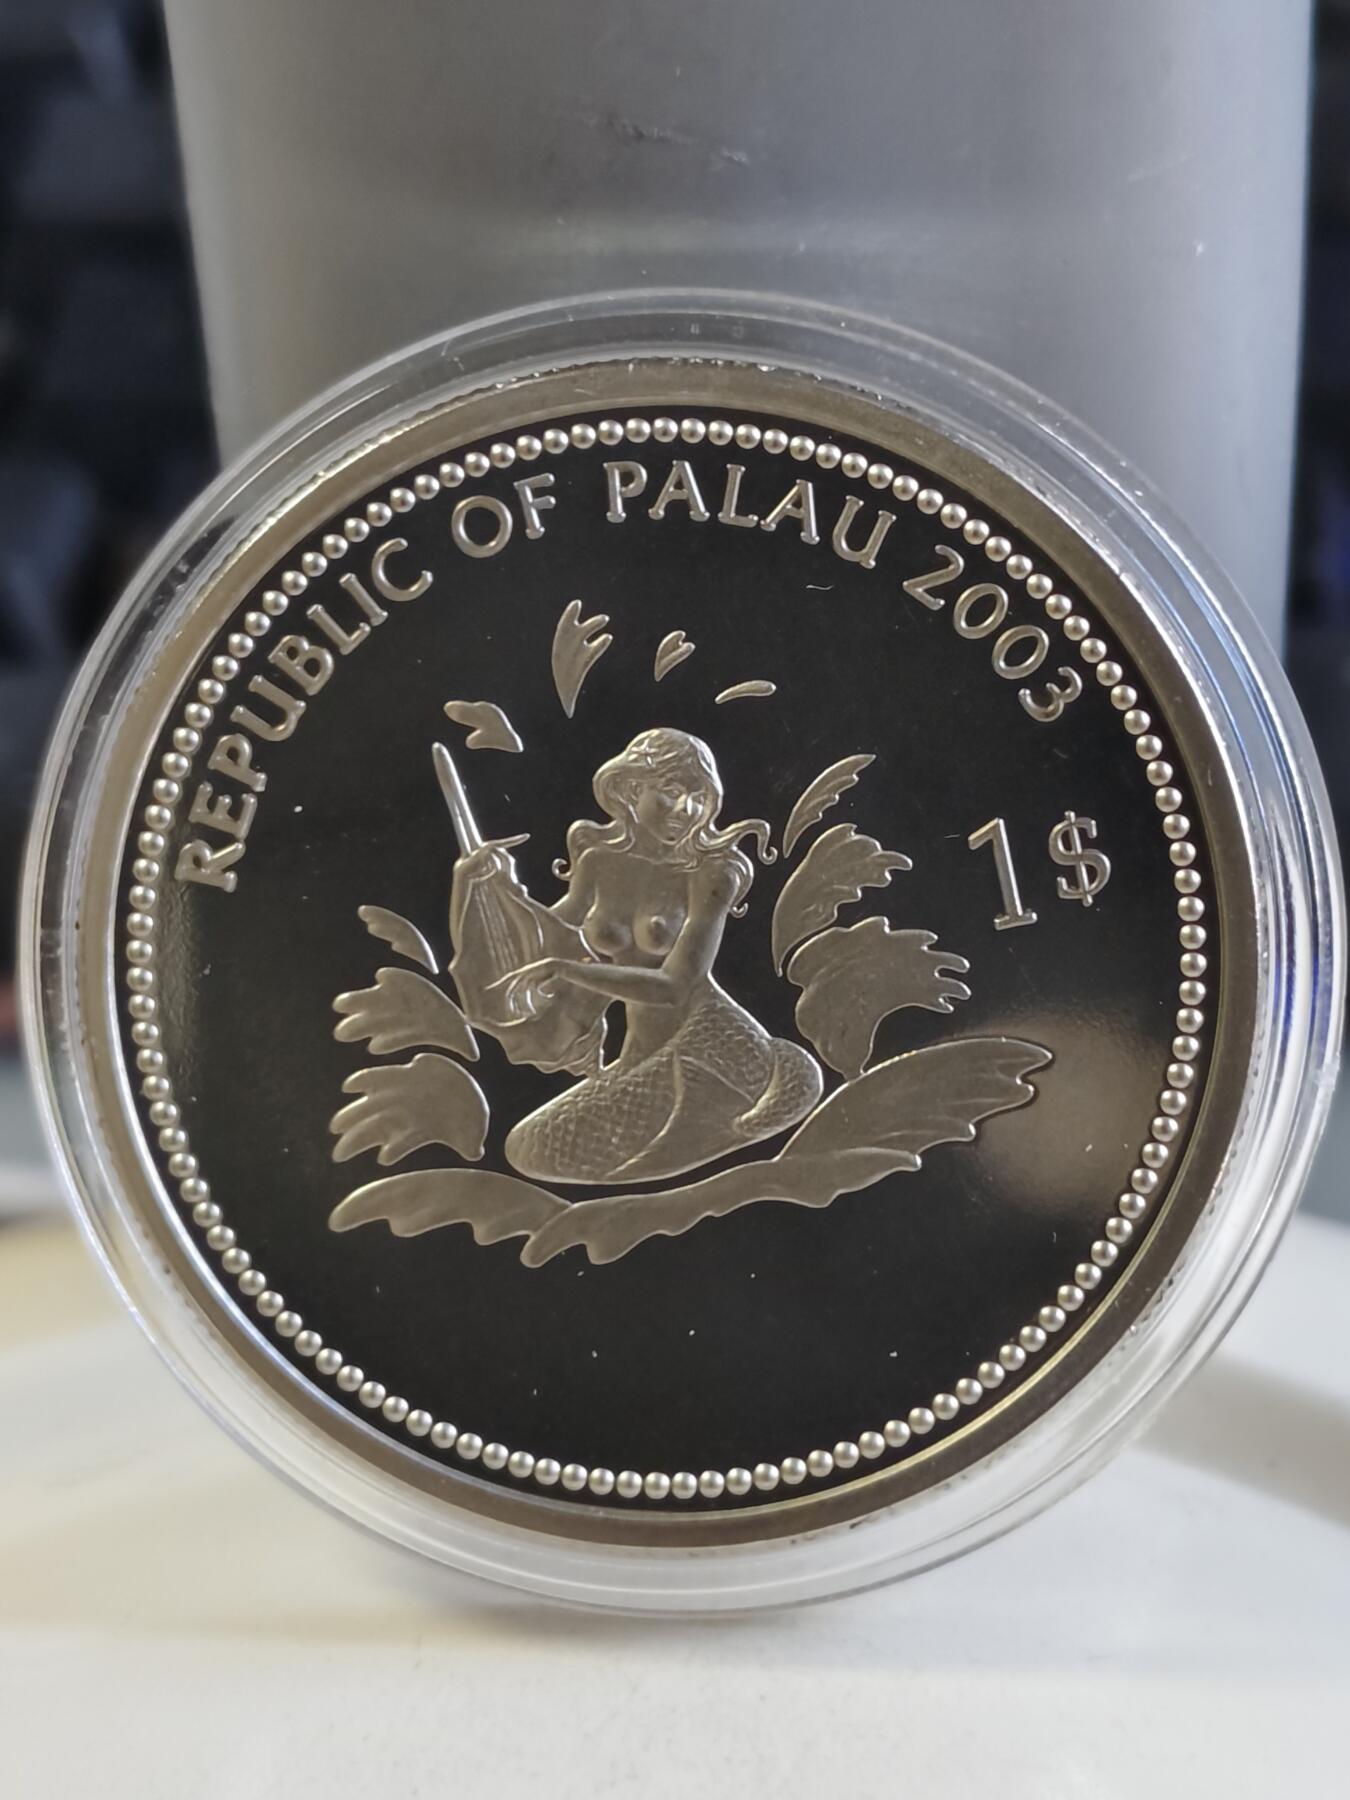 REPUBLIC OF PALAU 2003
1$